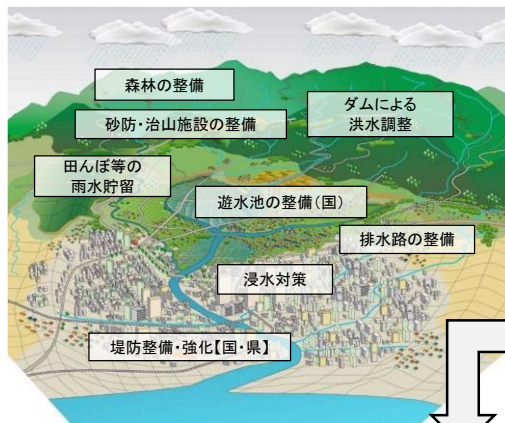 森林の整備
ダムによる
洪水調整
砂防・治山施設の整備
田んぼ等の
雨水貯留
遊水池の整備(国)
排水路の整備
浸水対策
堤防整備・強化【国・県】